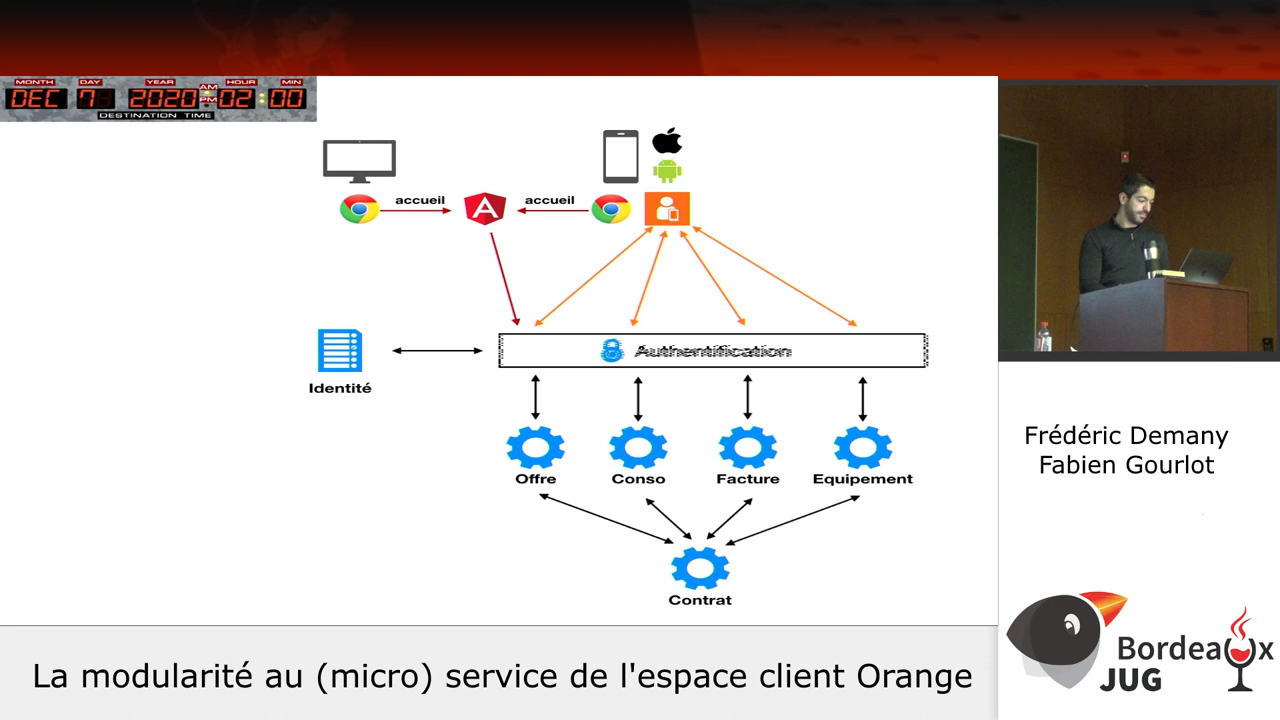 MONTH DAY YEAR AM HOUR MIN
DEC 7 2020 PM 02 00
DESTINATION TIME
accueil
accueil
Authentification
Identité
Offre
Conso
Facture
Equipement
Contrat
Frédéric Demany
Fabien Gourlot
Bordeaux
JUG
La modularité au (micro) service de l'espace client Orange